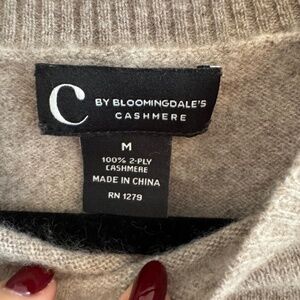 C BY BLOOMINGDALE'S
CASHMERE
M
100% 2-PLY
CASHMERE
MADE IN CHINA
RN 1279